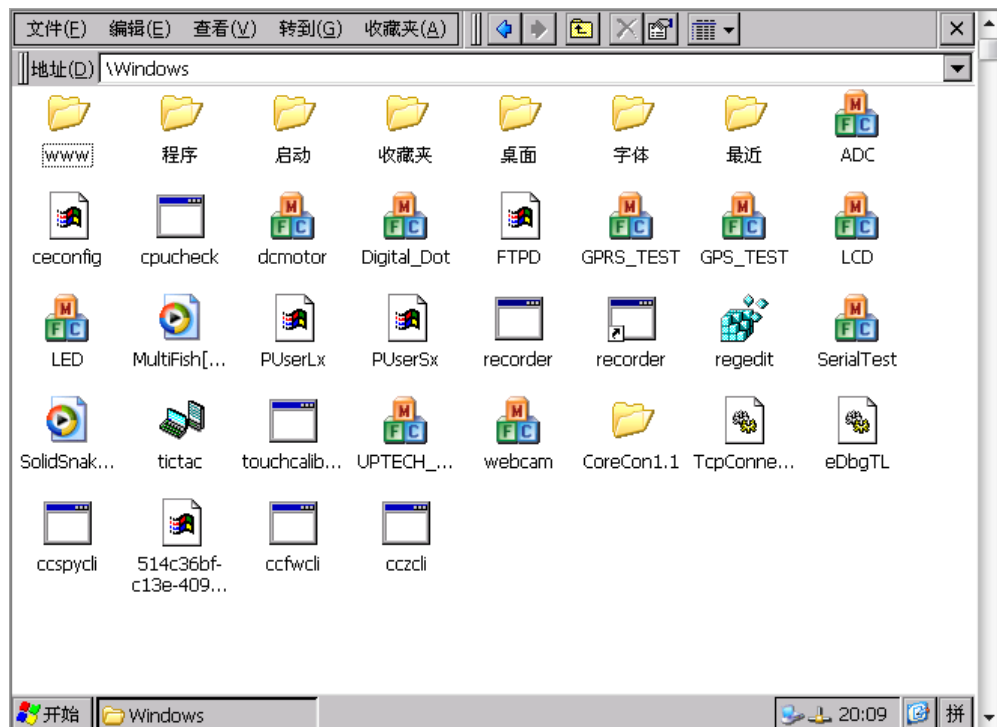 文件(F) 编辑(E) 查看(V) 转到(G) 收藏夹(A)
地址(D) \Windows
www 程序 启动 收藏夹 桌面 字体 最近 ADC
ceconfig cpucheck dcmotor Digital_Dot FTPD GPRS_TEST GPS_TEST LCD
LED MultiFish[... PUserLx PUserSx recorder recorder regedit SerialTest
SolidSnak... tictac touchcalib... UPTECH_... webcam CoreCon1.1 TcpConne... eDbgTL
ccspycli 514c36bf- ccfwcli cczcli
c13e-409...
开始 Windows 20:09 拼